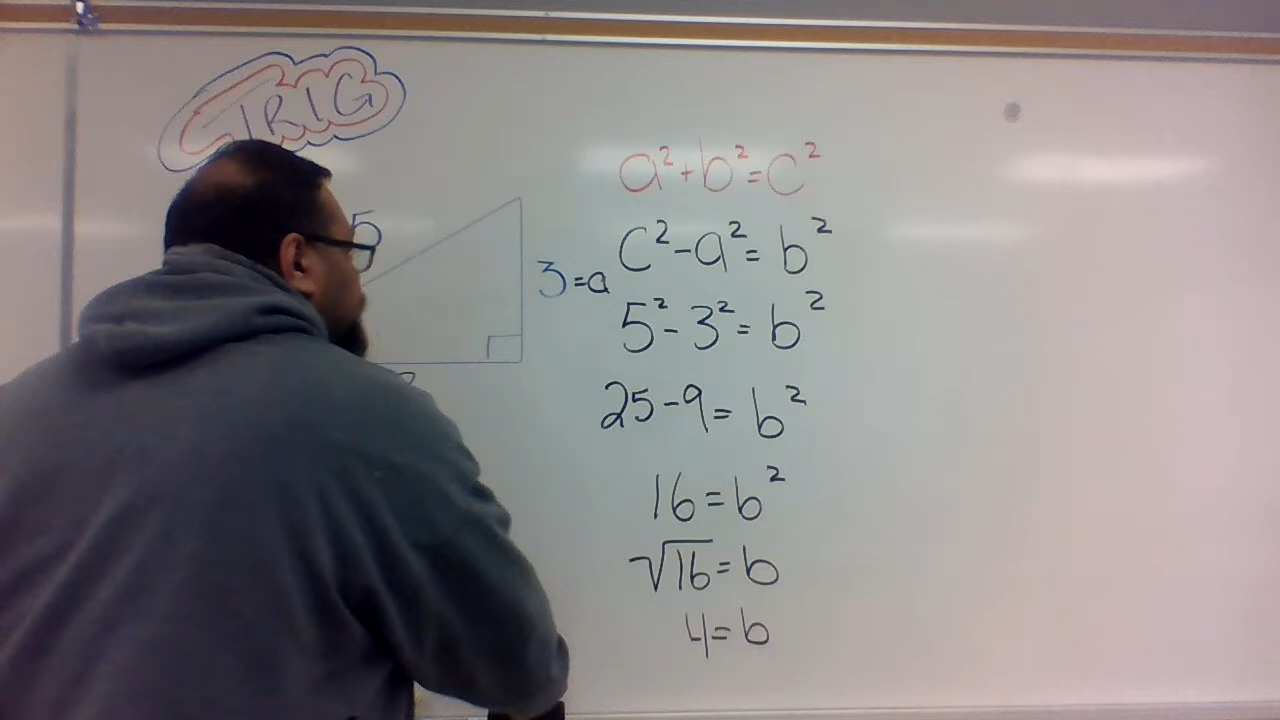 TRIG
5
3=a
a²+b²=c²
c²-a²=b²
5²-3²=b²
25-9=b²
16=b²
√16=b
4=b